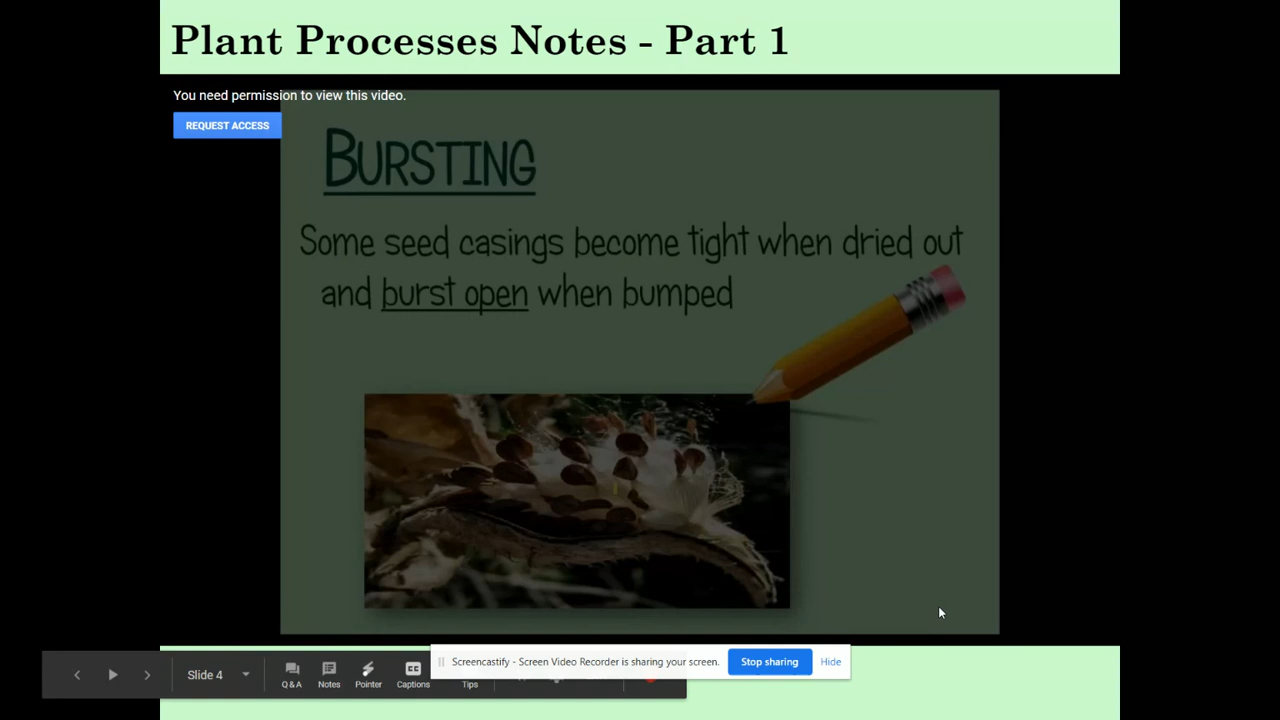 Plant Processes Notes - Part 1
You need permission to view this video.
REQUEST ACCESS
BURSTING
Some seed casings become tight when dried out
and burst open when bumped
Screencastify - Screen Video Recorder is sharing your screen.
Stop sharing
Hide
Slide 4
Q & A
Notes
Pointer
CC
Captions
Tips